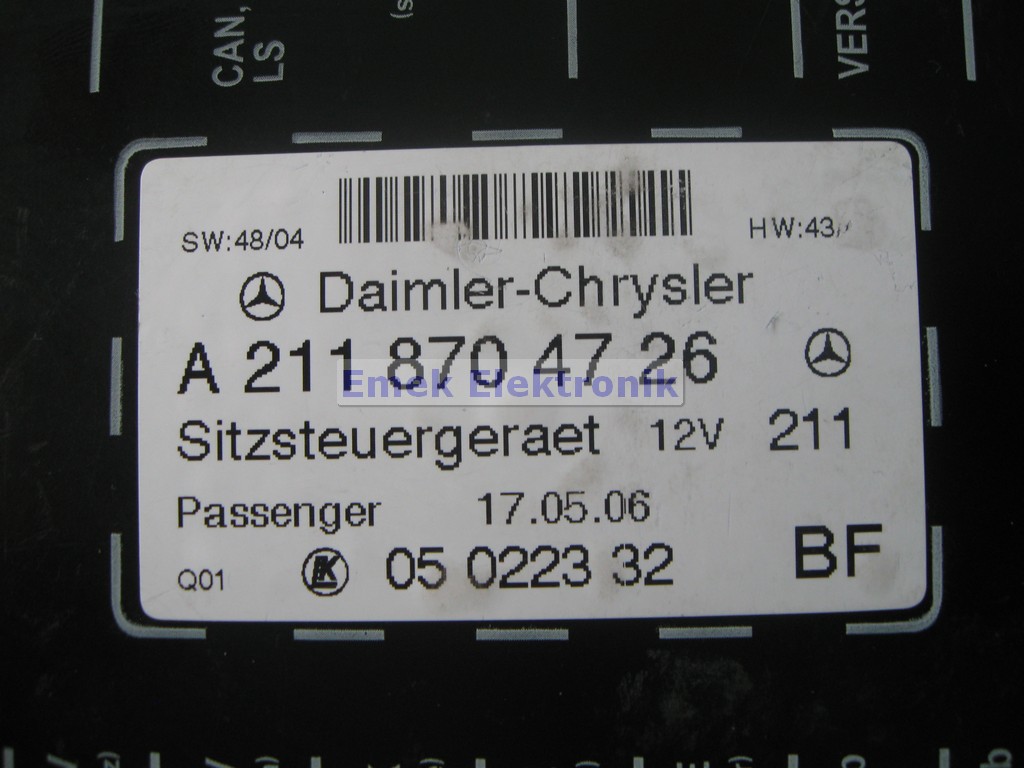 CAN,
LS
VERS
SW:48/04
HW:43
Daimler-Chrysler
A 211 870 47 26
Emek Elektronik
Sitzsteuergeraet 12V 211
Passenger 17.05.06
Q01 LK 05 0223 32 BF